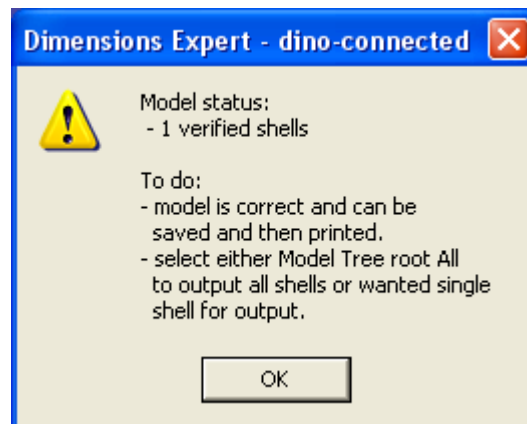 Dimensions Expert - dino-connected
Model status:
- 1 verified shells
To do:
- model is correct and can be
saved and then printed.
- select either Model Tree root All
to output all shells or wanted single
shell for output.
OK